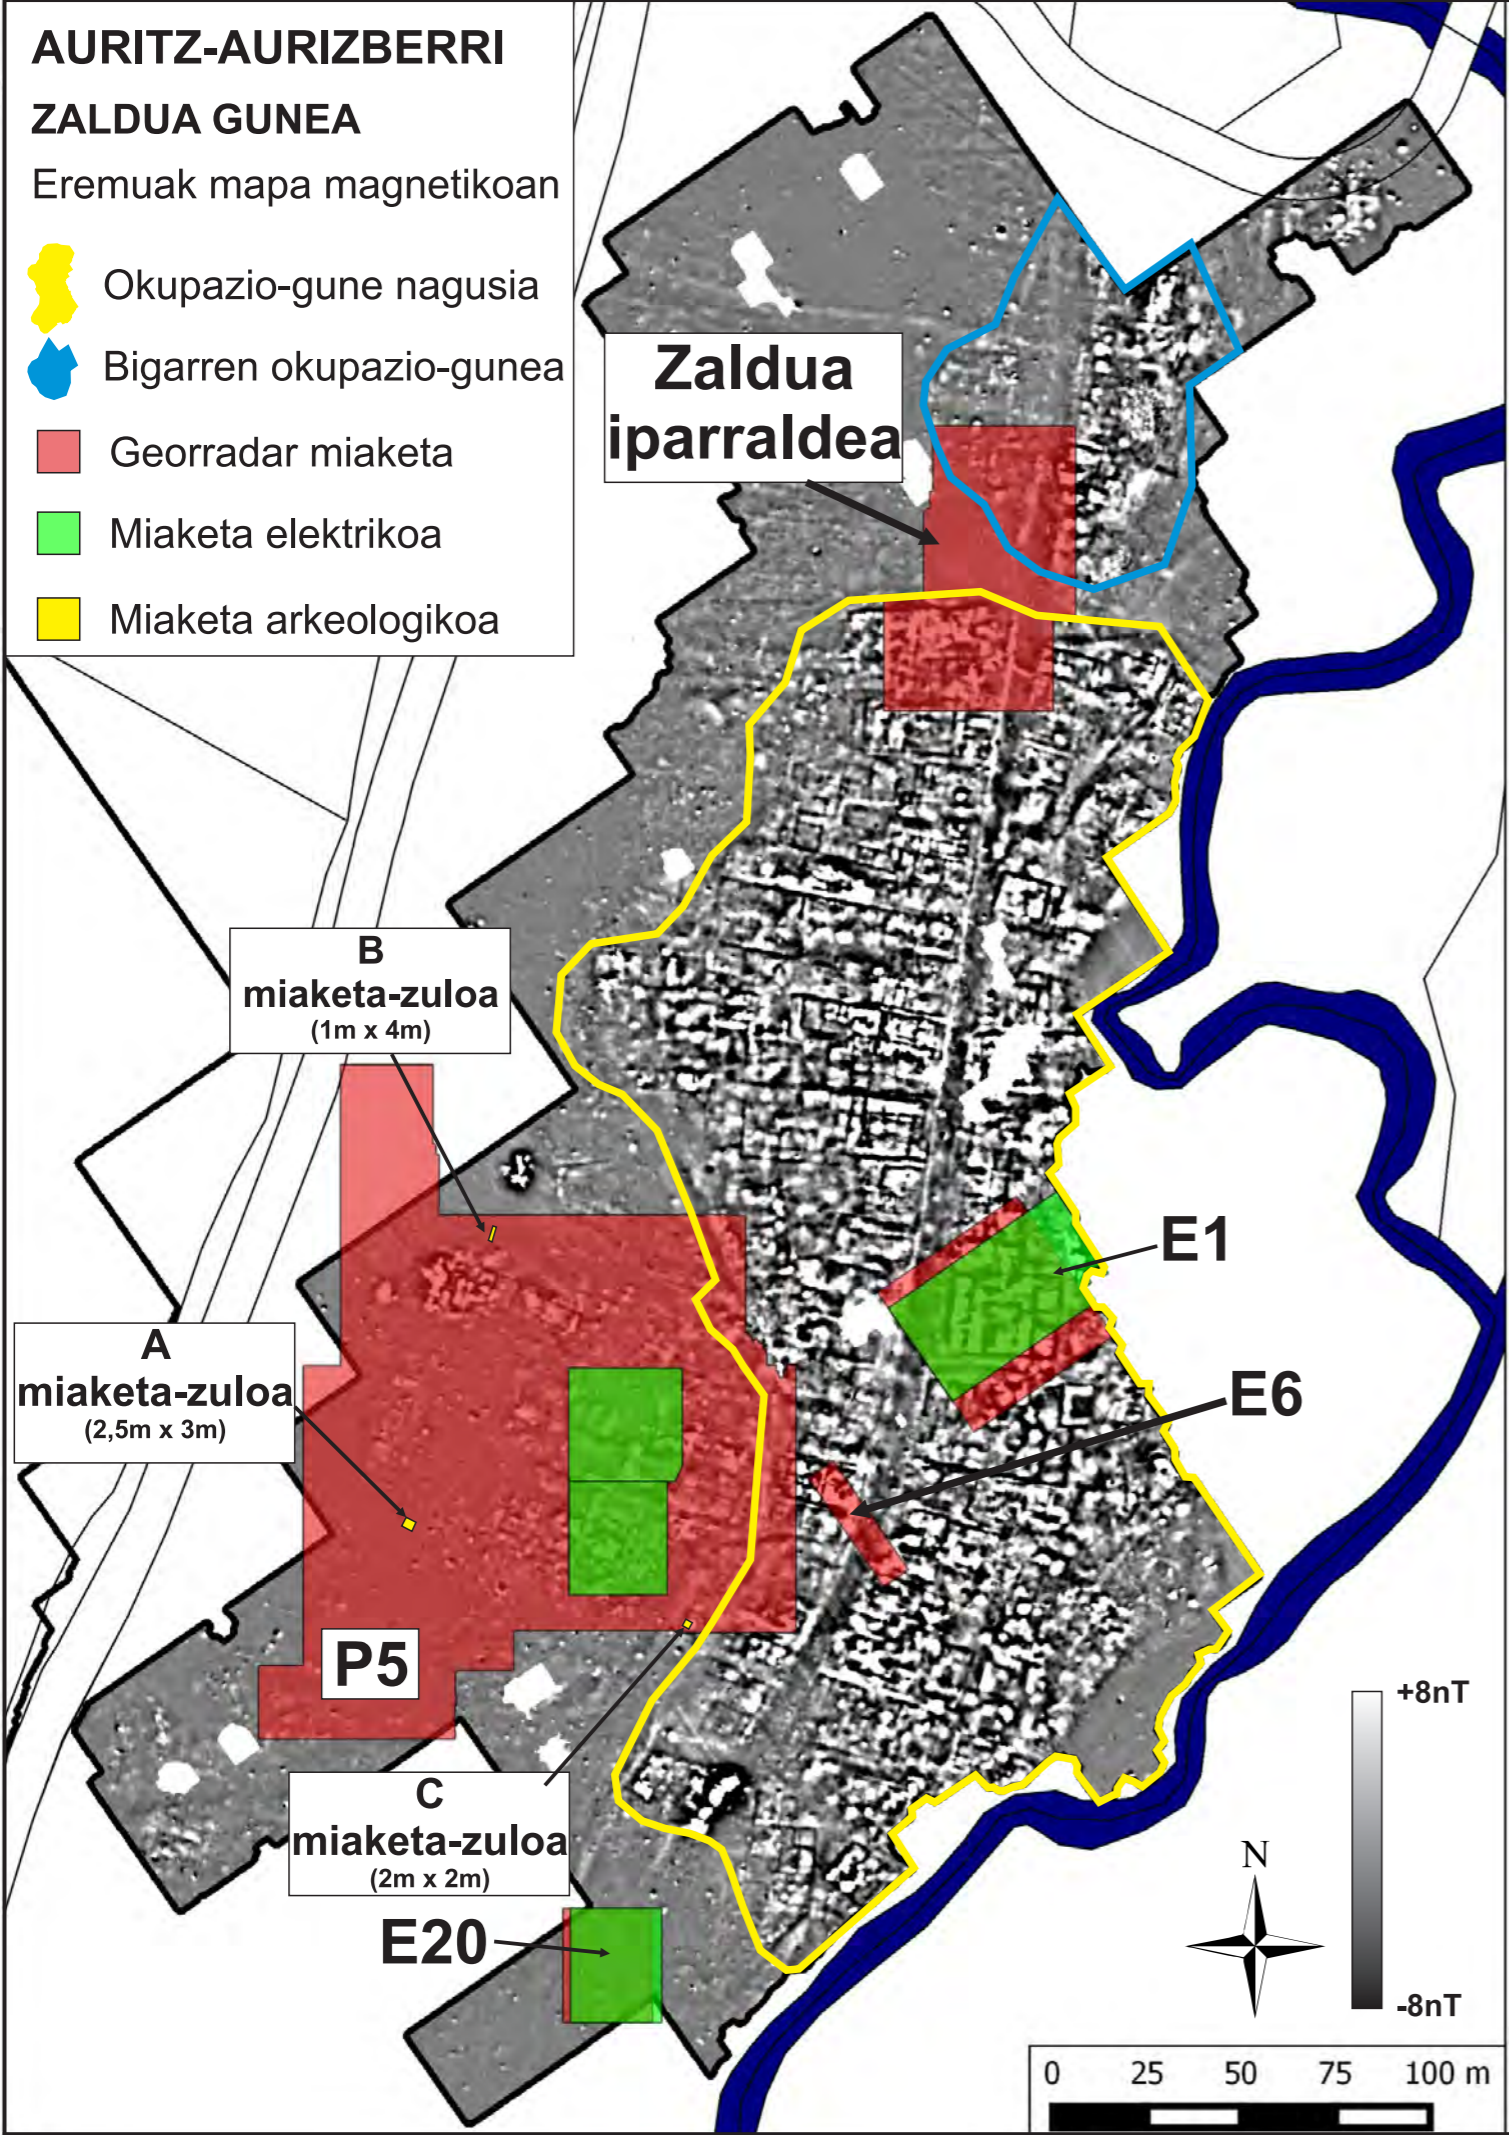 AURITZ-AURIZBERRI
ZALDUA GUNEA
Eremuak mapa magnetikoan
Okupazio-gune nagusia
Bigarren okupazio-gunea
Georradar miaketa
Miaketa elektrikoa
Miaketa arkeologikoa
Zaldua
iparraldea
B
miaketa-zuloa
(1m x 4m)
E1
A
miaketa-zuloa
(2,5m x 3m)
E6
P5
C
miaketa-zuloa
(2m x 2m)
E20
+8nT
-8nT
N
0 25 50 75 100 m